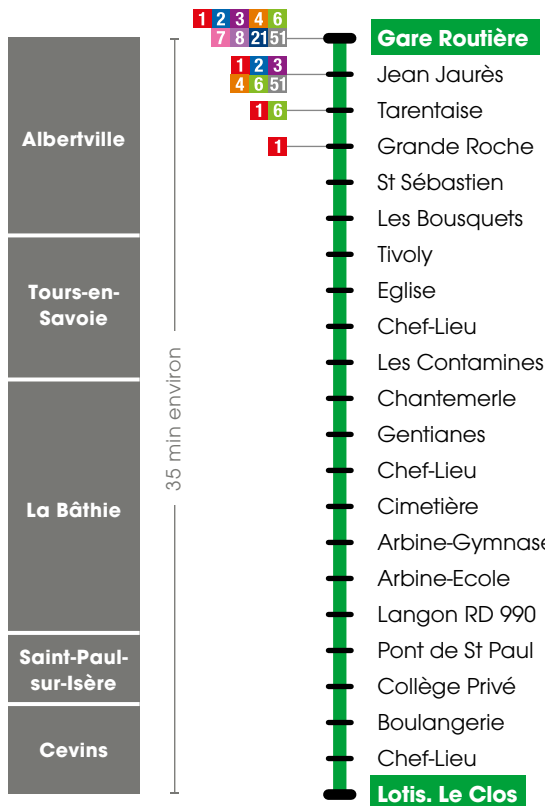 1 2 3 4 6
7 8 21 51
Gare Routière
1 2 3
4 6 51
Jean Jaurès
1 6
Tarentaise
1
Grande Roche
St Sébastien
Les Bousquets
Albertville
Tivoly
Eglise
Chef-Lieu
Les Contamines
Tours-en-
Savoie
35 min environ
Chantemerle
Gentianes
Chef-Lieu
Cimetière
Arbine-Gymnase
Arbine-Ecole
Langon RD 990
La Bâthie
Pont de St Paul
Collège Privé
Saint-Paul-
sur-Isère
Boulangerie
Chef-Lieu
Lotis. Le Clos
Cevins